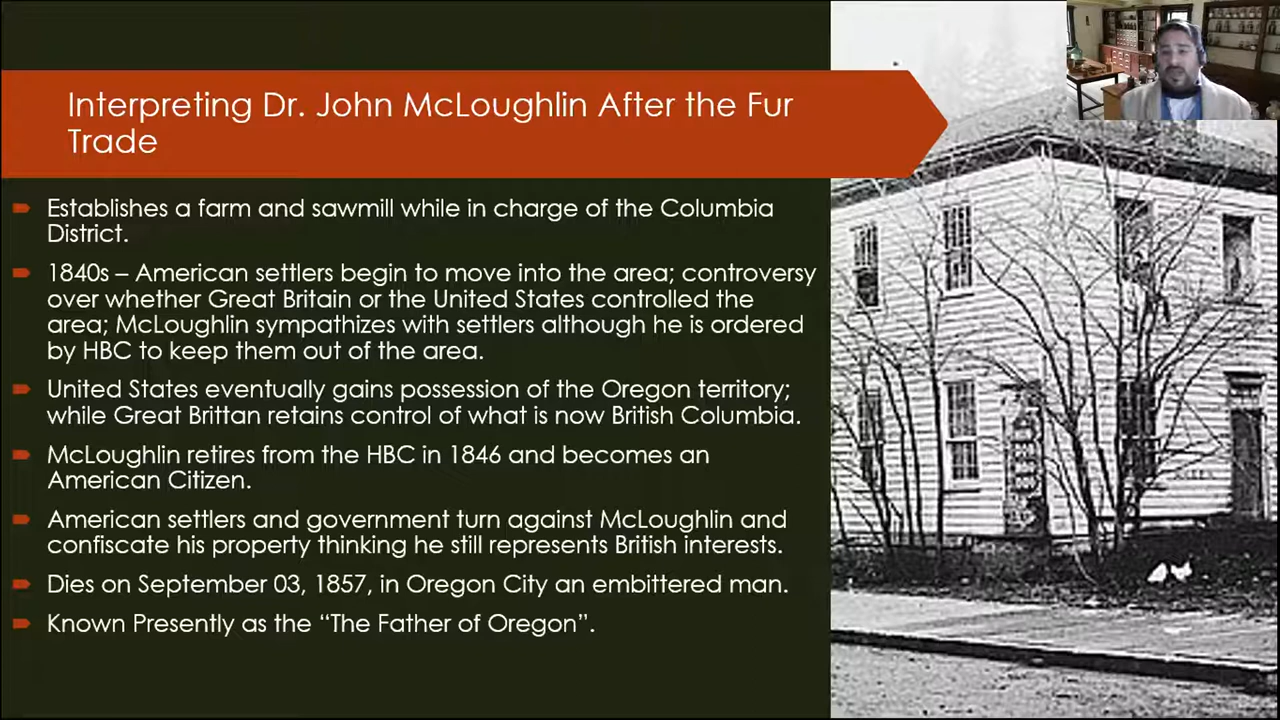 Interpreting Dr. John McLoughlin After the Fur
Trade
Establishes a farm and sawmill while in charge of the Columbia
District.
1840s – American settlers begin to move into the area; controversy
over whether Great Britain or the United States controlled the
area; McLoughlin sympathizes with settlers although he is ordered
by HBC to keep them out of the area.
United States eventually gains possession of the Oregon territory;
while Great Brittan retains control of what is now British Columbia.
McLoughlin retires from the HBC in 1846 and becomes an
American Citizen.
American settlers and government turn against McLoughlin and
confiscate his property thinking he still represents British interests.
Dies on September 03, 1857, in Oregon City an embittered man.
Known Presently as the “The Father of Oregon”.